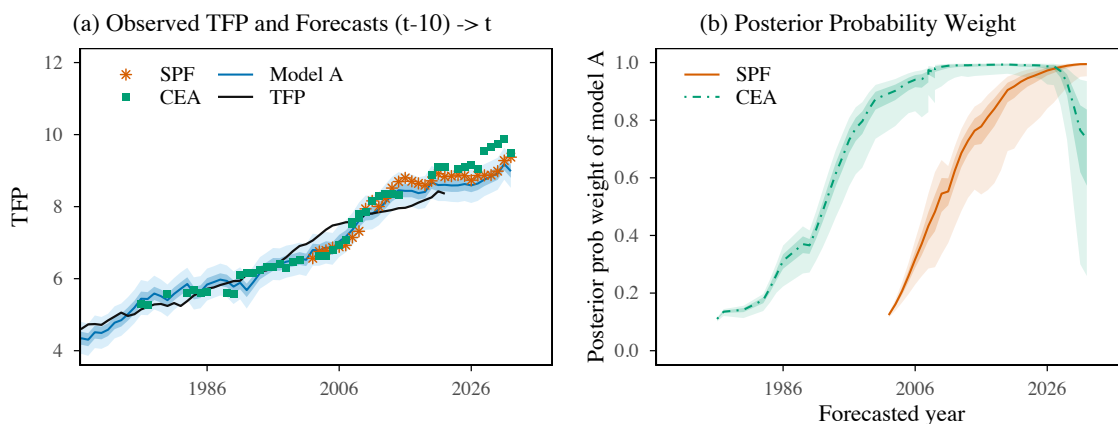 (a) Observed TFP and Forecasts (t-10) -> t
12
10
8
6
4
TFP
SPF
CEA
Model A
TFP
1986
2006
2026
(b) Posterior Probability Weight
1.0
0.8
0.6
0.4
0.2
0.0
Posterior prob weight of model A
SPF
CEA
1986
2006
2026
Forecasted year